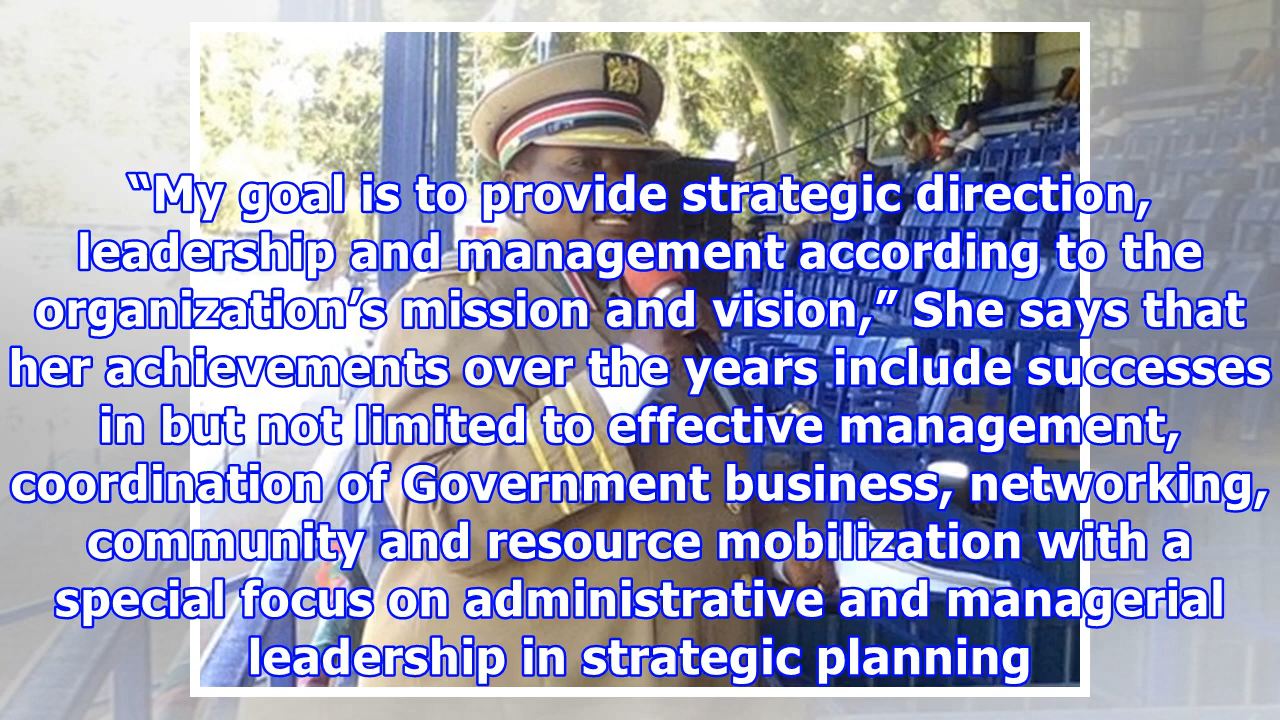 “My goal is to provide strategic direction,
leadership and management according to the
organization’s mission and vision,” She says that
her achievements over the years include successes
in but not limited to effective management,
coordination of Government business, networking,
community and resource mobilization with a
special focus on administrative and managerial
leadership in strategic planning